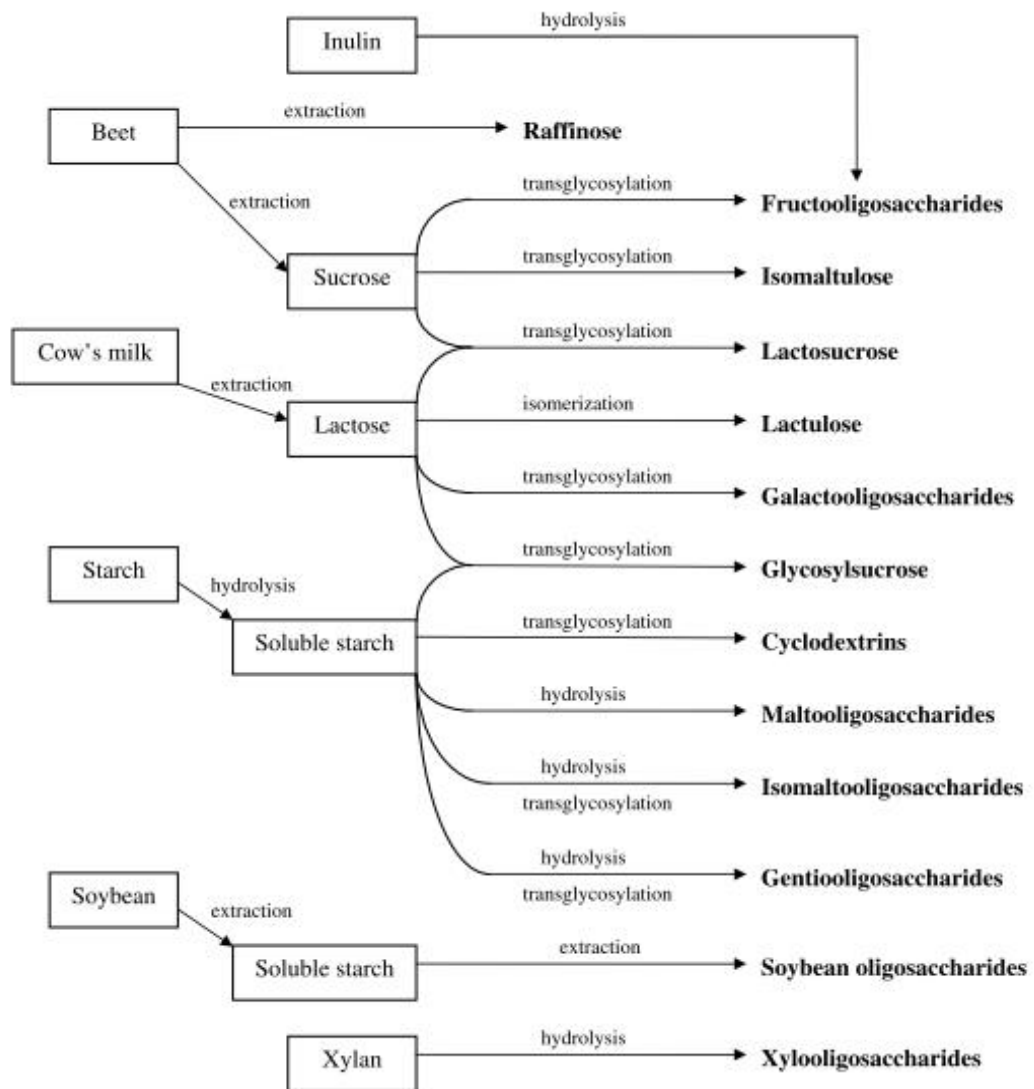 hydrolysis
Inulin
extraction
Beet
Raffinose
transglycosylation
Fructooligosaccharides
extraction
transglycosylation
Sucrose
Isomaltulose
transglycosylation
Cow's milk
Lactosucrose
extraction
isomerization
Lactose
Lactulose
transglycosylation
Galactooligosaccharides
transglycosylation
Starch
Glycosylsucrose
hydrolysis
transglycosylation
Soluble starch
Cyclodextrins
hydrolysis
Maltooligosaccharides
hydrolysis
Isomaltooligosaccharides
transglycosylation
hydrolysis
Gentiooligosaccharides
transglycosylation
Soybean
extraction
extraction
Soluble starch
Soybean oligosaccharides
hydrolysis
Xylan
Xylooligosaccharides